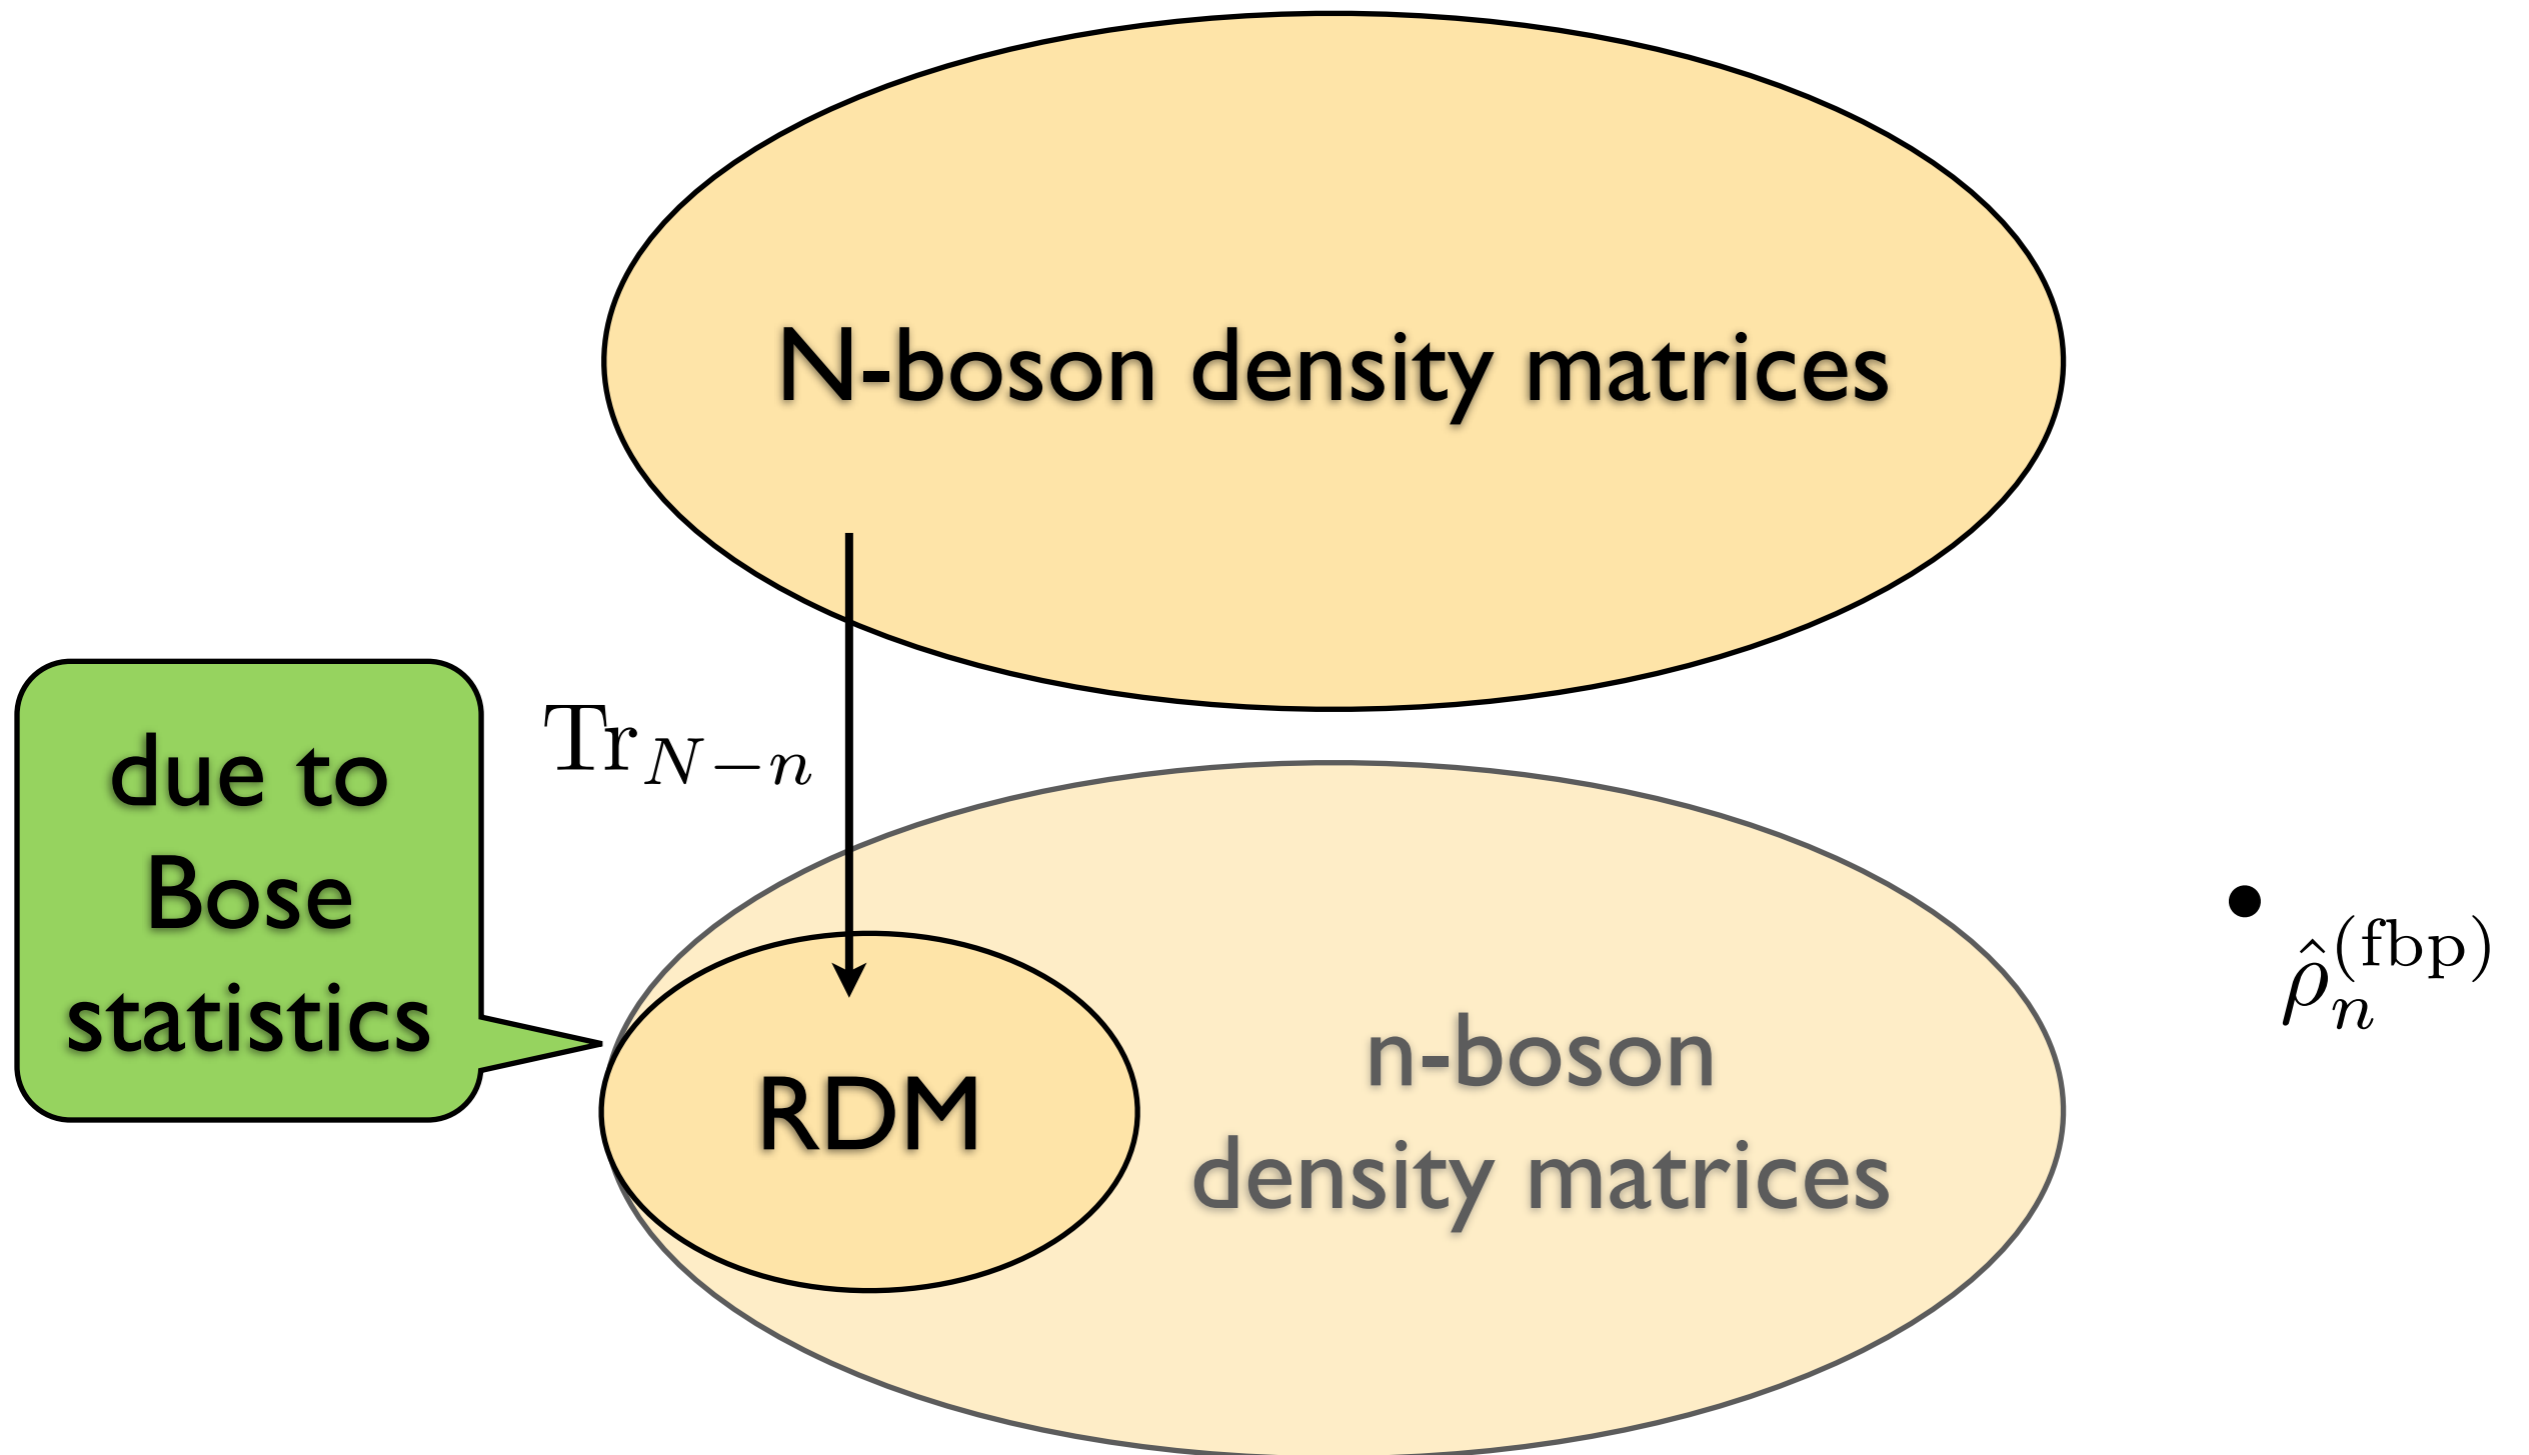 N-boson density matrices
Tr_{N-n}
due to
Bose
statistics
RDM
n-boson
density matrices
\hat{\rho}_n^{(fbp)}